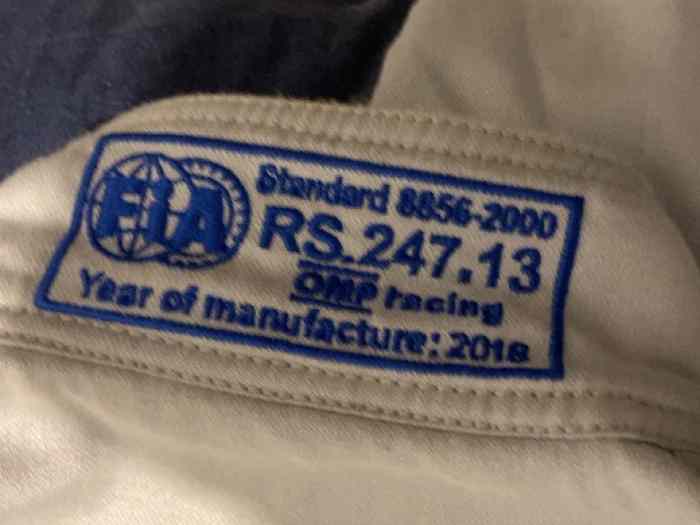 FIA
Standard 8856-2000
RS.247.13
OMP racing
Year of manufacture: 2018